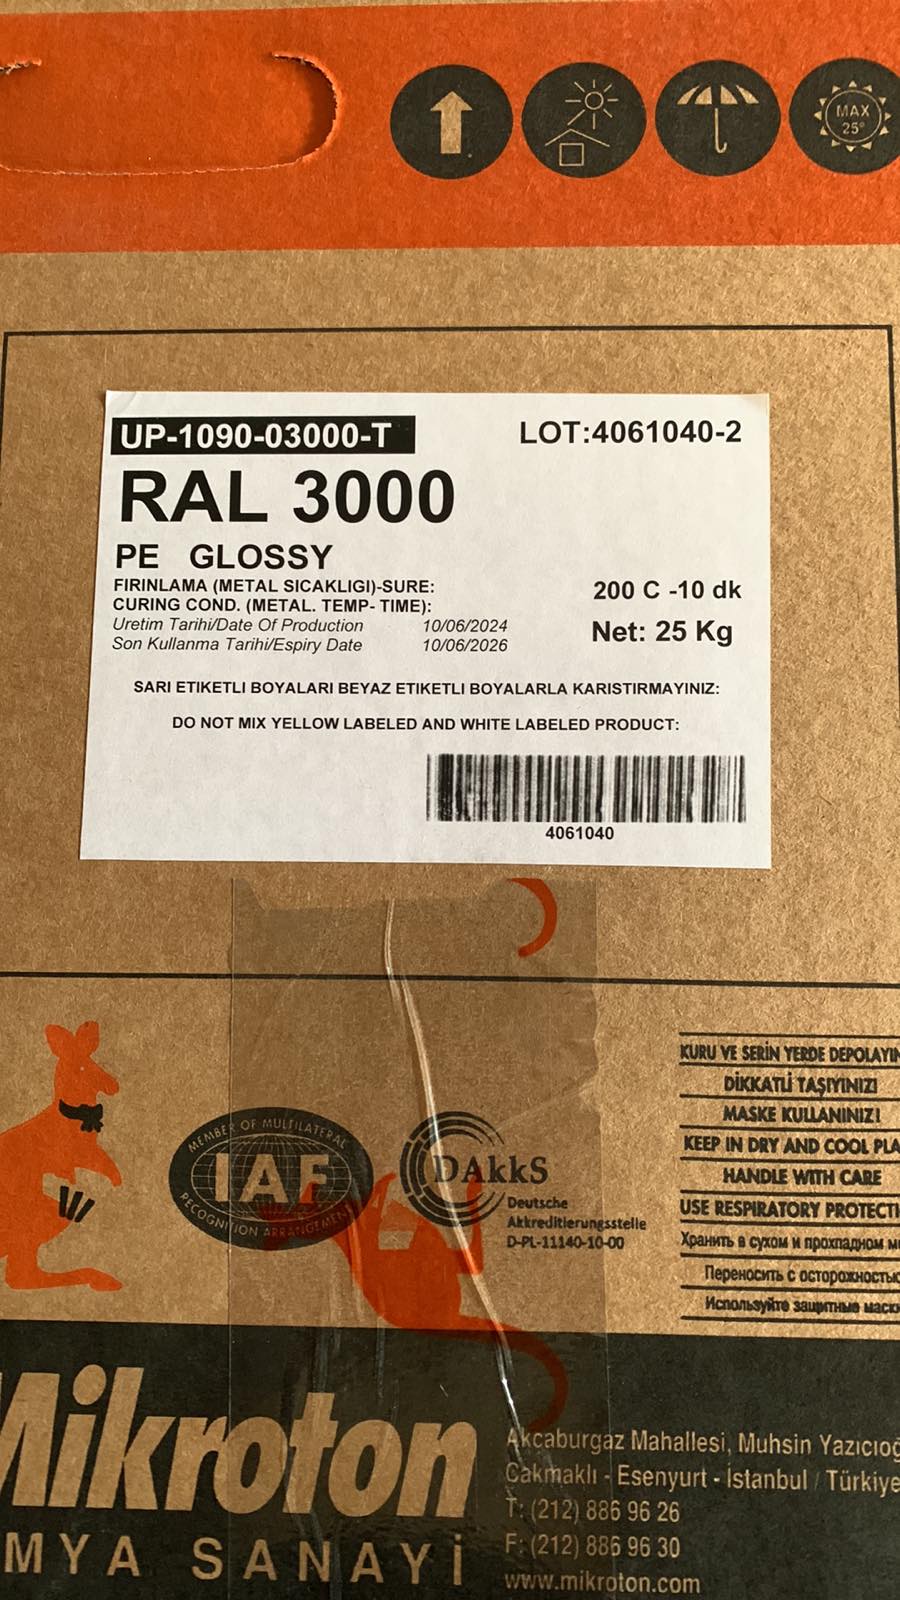 MAX
25°
UP-1090-03000-T
LOT:4061040-2
RAL 3000
PE GLOSSY
FIRINLAMA (METAL SICAKLIGI)-SURE:
CURING COND. (METAL. TEMP- TIME):
200 C -10 dk
Uretim Tarihi/Date Of Production 10/06/2024
Son Kullanma Tarihi/Espiry Date 10/06/2026
Net: 25 Kg
SARI ETIKETLI BOYALARI BEYAZ ETIKETLI BOYALARLA KARISTIRMAYINIZ:
DO NOT MIX YELLOW LABELED AND WHITE LABELED PRODUCT:
4061040
MEMBER OF MULTILATERAL
IAF
RECOGNITION ARRANGEMENT
DAkkS
Deutsche
Akkreditierungsstelle
D-PL-11140-10-00
KURU VE SERİN YERDE DEPOLAYIN
DİKKATLİ TAŞIYINIZ!
MASKE KULLANINIZ!
KEEP IN DRY AND COOL PLA
HANDLE WITH CARE
USE RESPIRATORY PROTECTI
Хранить в сухом и прохладном м
Переносить с осторожностью
Используйте защитные маск
Mikroton
MYA SANAYİ
Akcaburgaz Mahallesi, Muhsin Yazıcıoğ
Çakmaklı - Esenyurt - İstanbul / Türkiye
T: (212) 886 96 26
F: (212) 886 96 30
www.mikroton.com